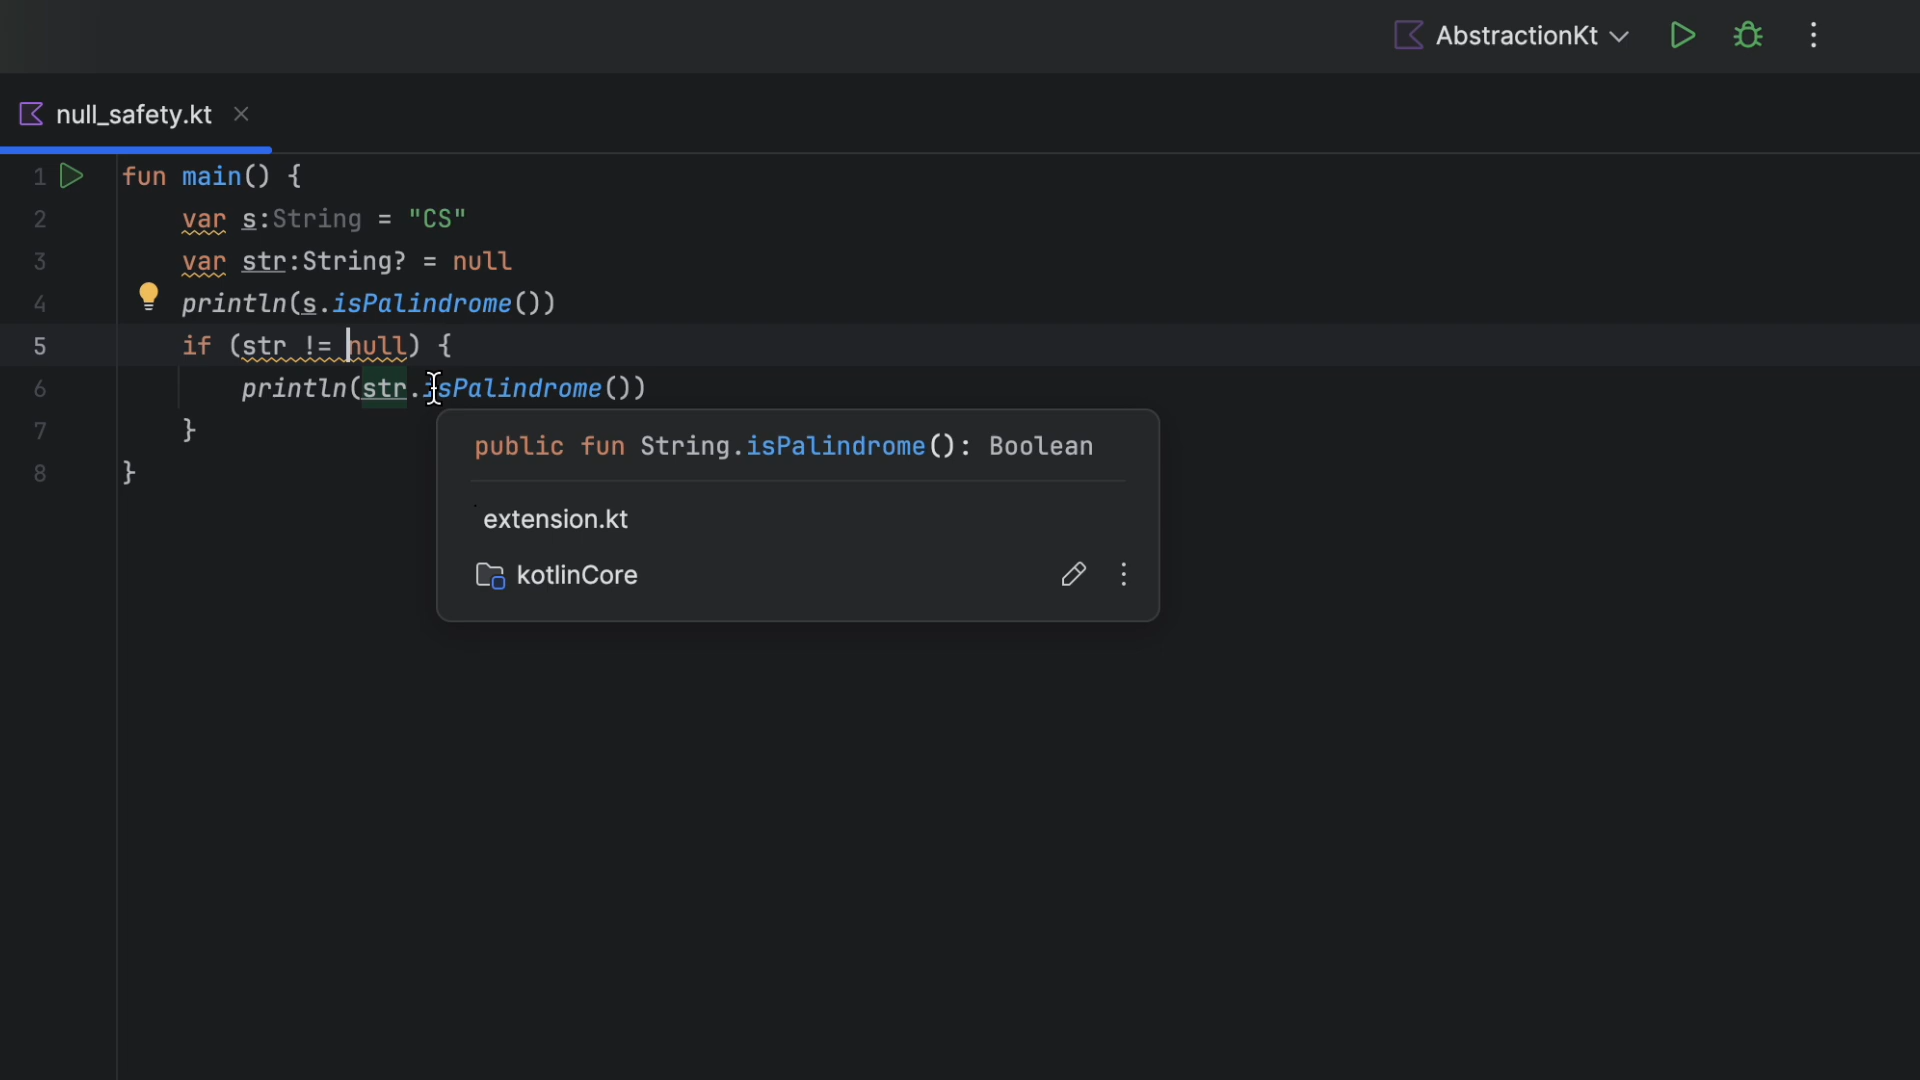 AbstractionKt
null_safety.kt
1 fun main() {
2 var s:String = "CS"
3 var str:String? = null
4 println(s.isPalindrome())
5 if (str != null) {
6 println(str.isPalindrome())
7 }
8 }
public fun String.isPalindrome(): Boolean
extension.kt
kotlinCore